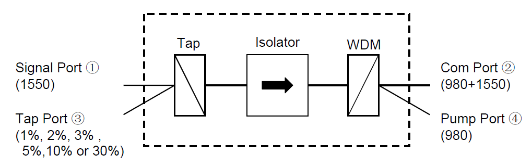 Tap
Isolator
WDM
Signal Port ①
(1550)
Tap Port ③
(1%, 2%, 3% ,
5%,10% or 30%)
Com Port ②
(980+1550)
Pump Port ④
(980)